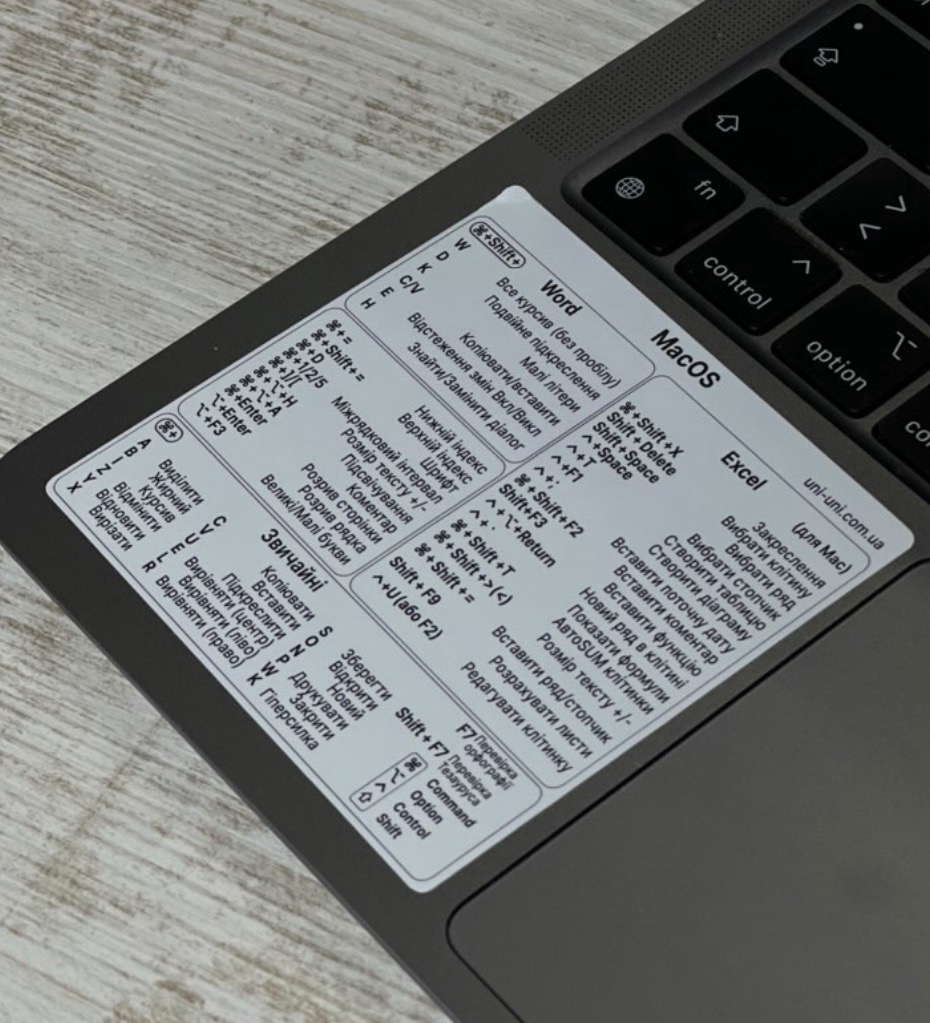 MacOS
uni-uni.com.ua
Word
⌘+Shift+
W Все курсив (без пробілу)
D Подвійне підкреслення
K Малі літери
C/V Копіювати/вставити
E Відстеження змін Вкл/Викл
H Знайти/Замінити діалог
⌘+= Нижній індекс
⌘+Shift+= Верхній індекс
⌘+D Шрифт
⌘+1/2/5 Міжрядковий інтервал
⌘+]/[ Розмір тексту +/-
⌘+⌥+H Підсвічування
⌘+⌥+A Коментар
⌘+Enter Розрив сторінки
⌥+Enter Розрив рядка
⌥+F3 Великі/Малі букви
Excel (для Mac)
⌘+Shift+X Закреслення
Shift+Delete Вибрати клітину
Shift+Space Вибрати ряд
^+Space Вибрати стопчик
^+T Створити таблицю
^+F1 Створити діаграму
^+; Вставити поточну дату
⌘+Shift+F2 Вставити коментар
Shift+F3 Вставити функцію
^+⌥+Return Новий ряд в клітині
Показати формули
⌘+Shift+T АвтоSUM клітинки
⌘+Shift+>(<) Розмір тексту +/-
⌘+Shift+= Вставити ряд/стопчик
Shift+F9 Розрахувати листи
^+U(або F2) Редагувати клітинку
Звичайні
⌘+
A Виділити
B Жирний
I Курсив
Z Відмінити
Y Відновити
X Вирізати
C Копіювати
V Вставити
U Підкреслити
E Вирівняти (центр)
L Вирівняти (ліво)
R Вирівняти (право)
S Зберегти
O Відкрити
N Новий
P Друкувати
W Закрити
K Гіперсилка
F7 Перевірка орфографії
Shift+F7 Перевірка Тезауруса
⌘ Command
⌥ Option
^ Control
⇧ Shift
fn
control
option
co